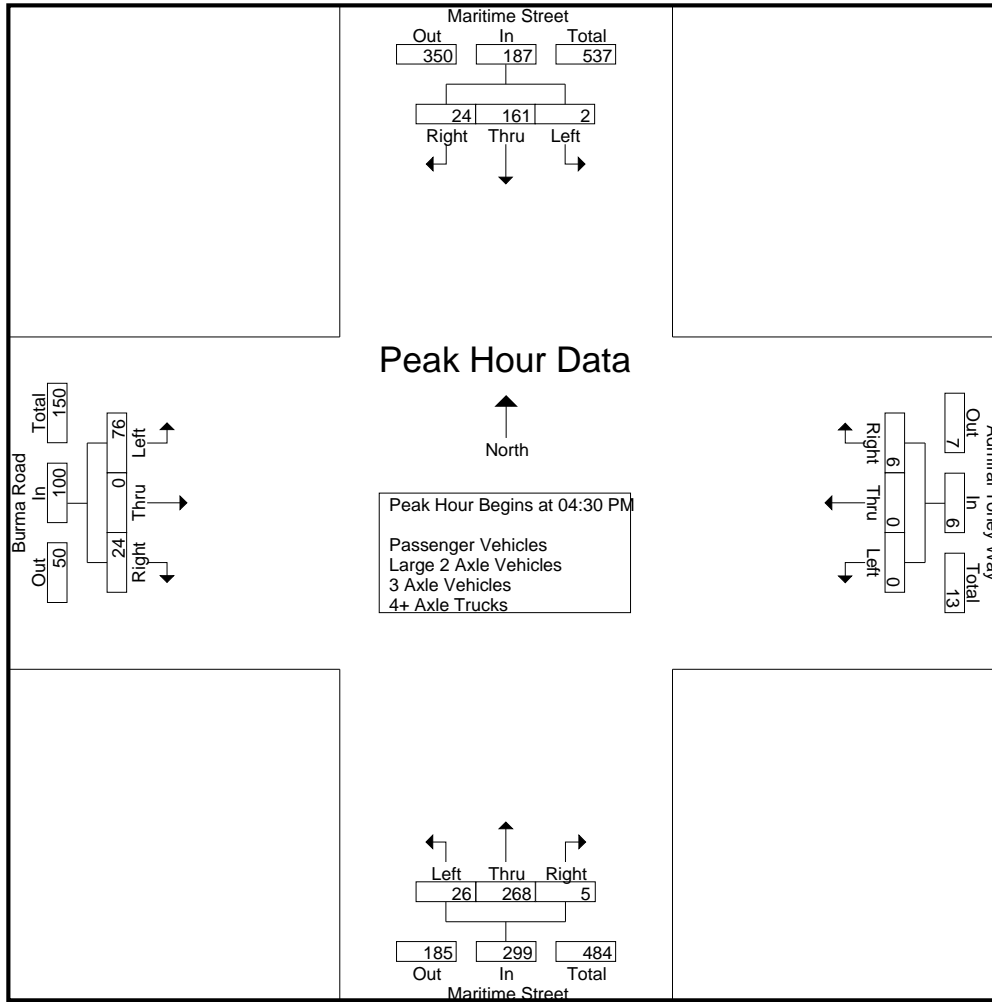 Maritime Street
Out In Total
350 187 537
24 161 2
Right Thru Left
Peak Hour Data
North
Peak Hour Begins at 04:30 PM
Passenger Vehicles
Large 2 Axle Vehicles
3 Axle Vehicles
4+ Axle Trucks
Burma Road
Out In Total
50 100 150
24 0 76
Right Thru Left
Admiral Toney Way
Out In Total
7 6 13
6 0 0
Right Thru Left
Left Thru Right
26 268 5
185 299 484
Out In Total
Maritime Street